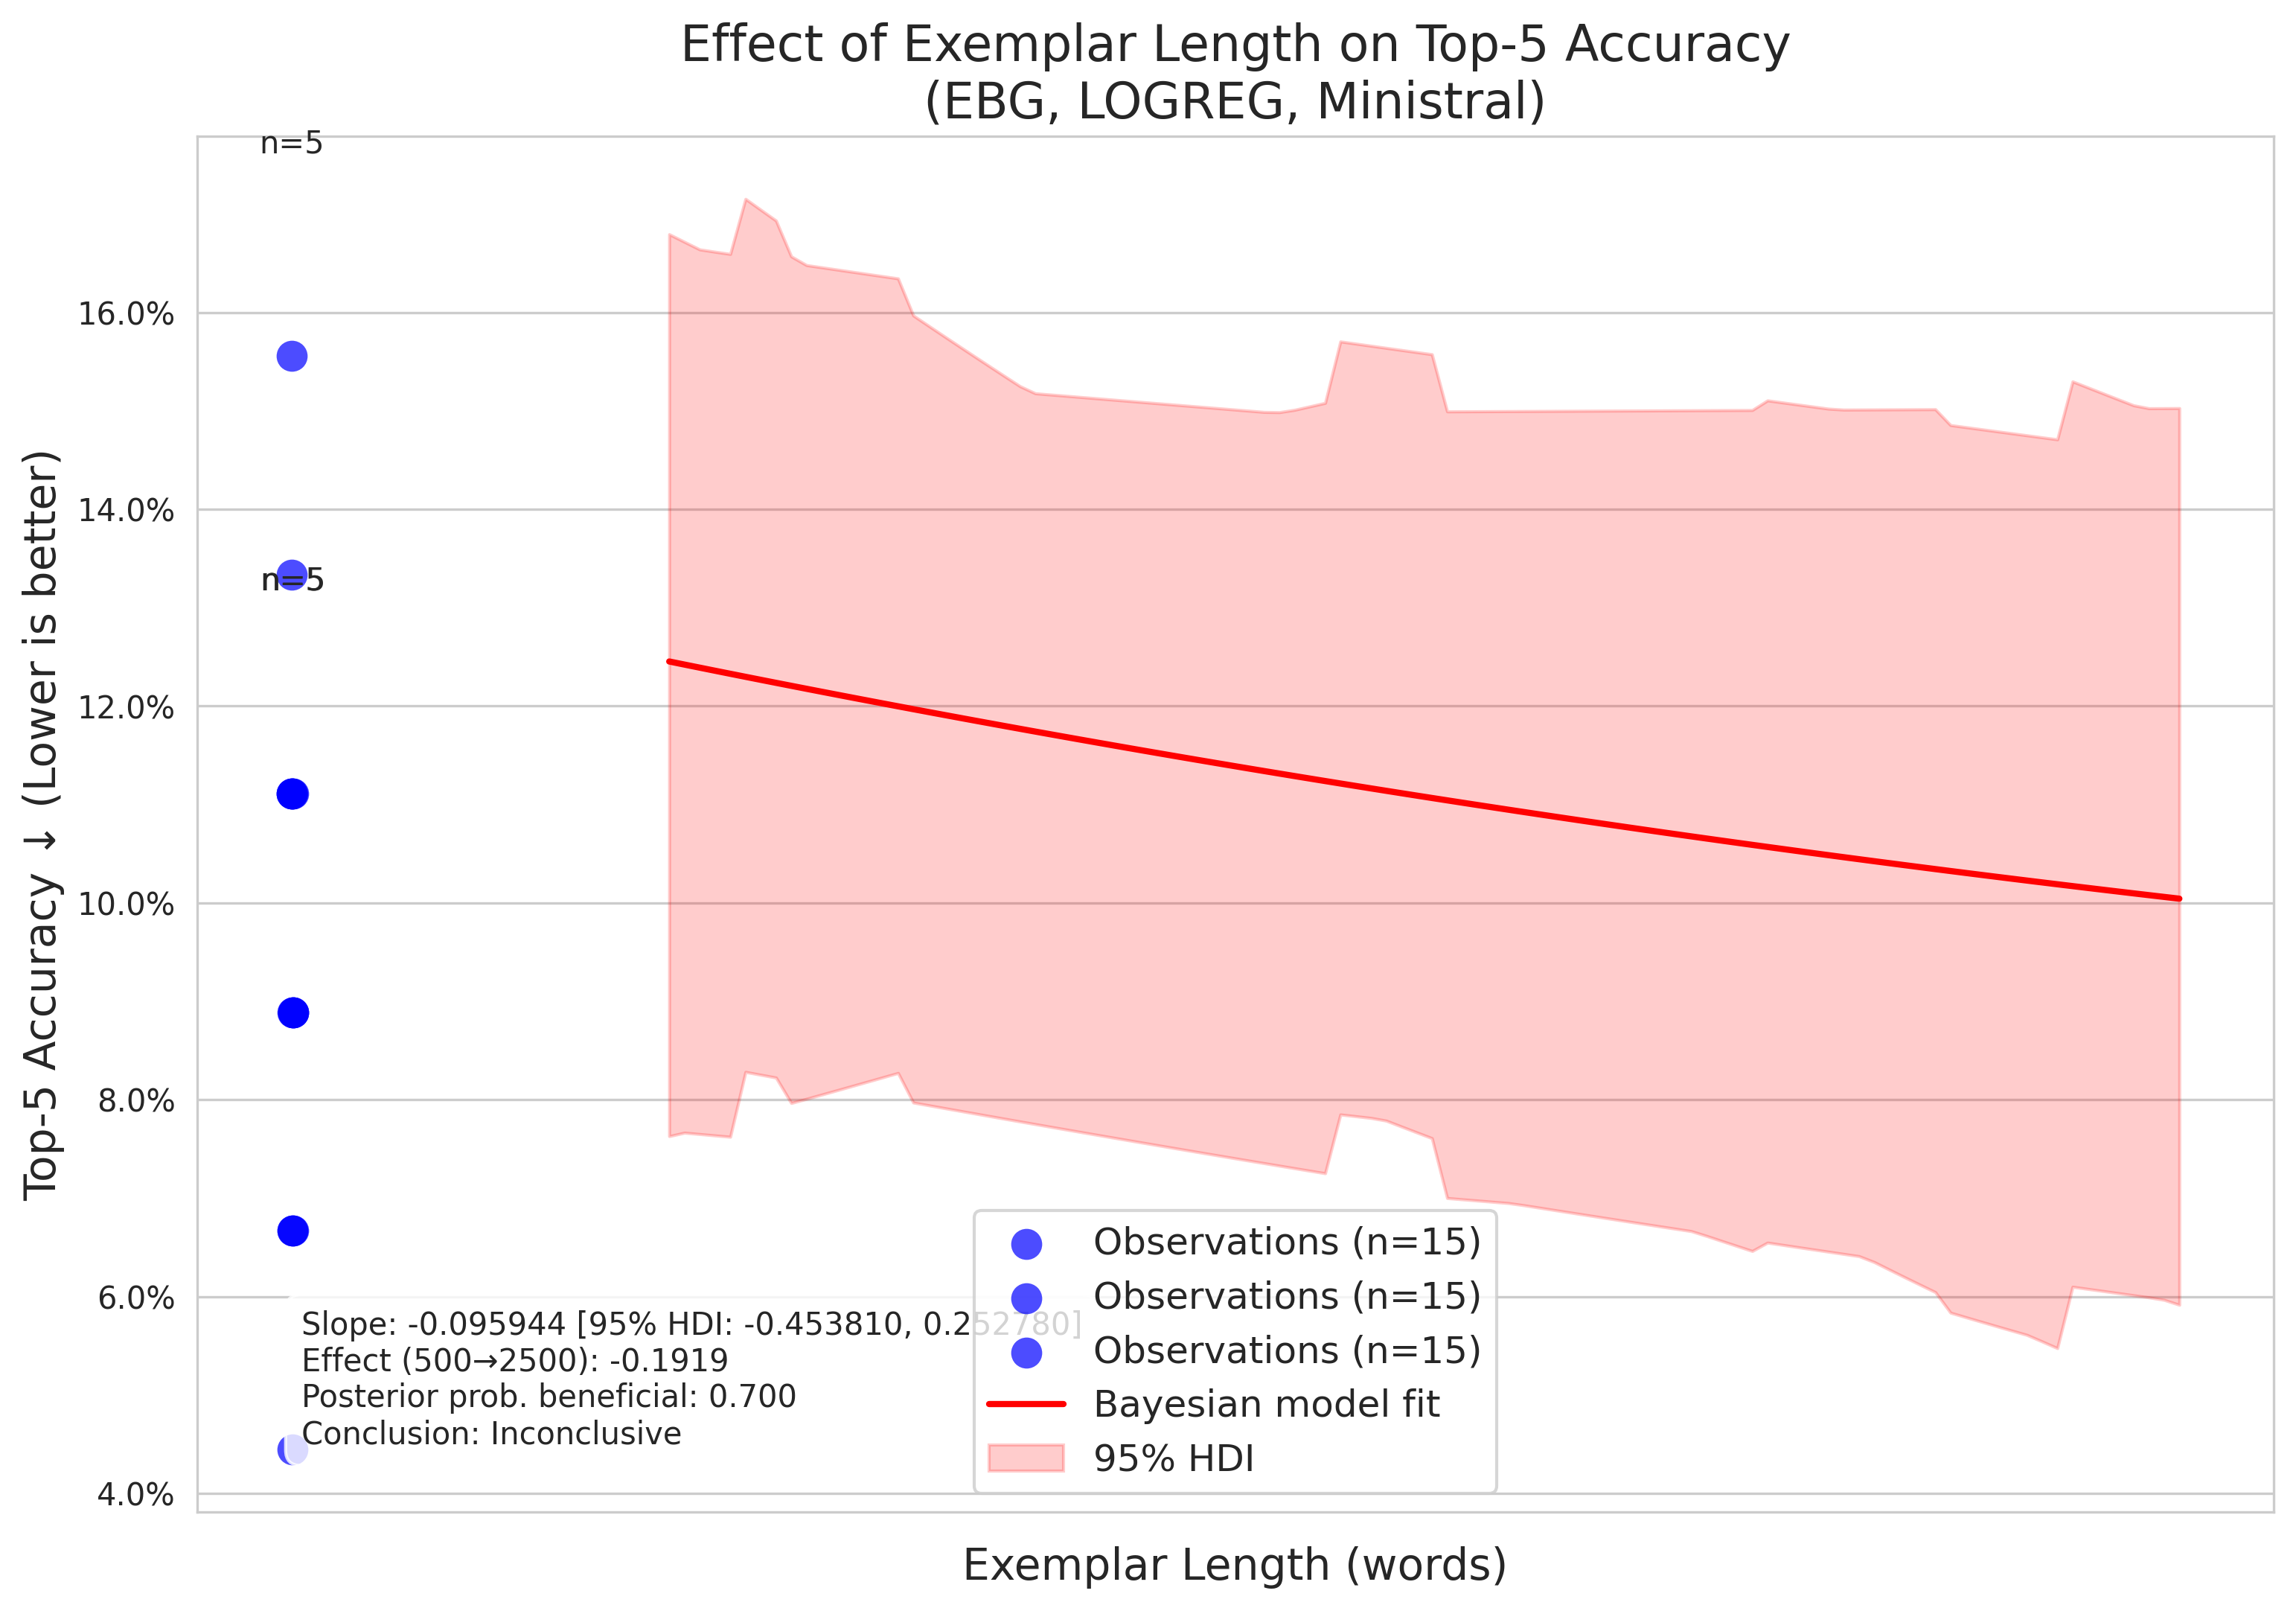 Effect of Exemplar Length on Top-5 Accuracy
(EBG, LOGREG, Ministral)
n=5
16.0%
14.0%
n=5
12.0%
10.0%
8.0%
6.0%
4.0%
Top-5 Accuracy ↓ (Lower is better)
Slope: -0.095944 [95% HDI: -0.453810, 0.252780]
Effect (500→2500): -0.1919
Posterior prob. beneficial: 0.700
Conclusion: Inconclusive
Observations (n=15)
Observations (n=15)
Observations (n=15)
Bayesian model fit
95% HDI
Exemplar Length (words)